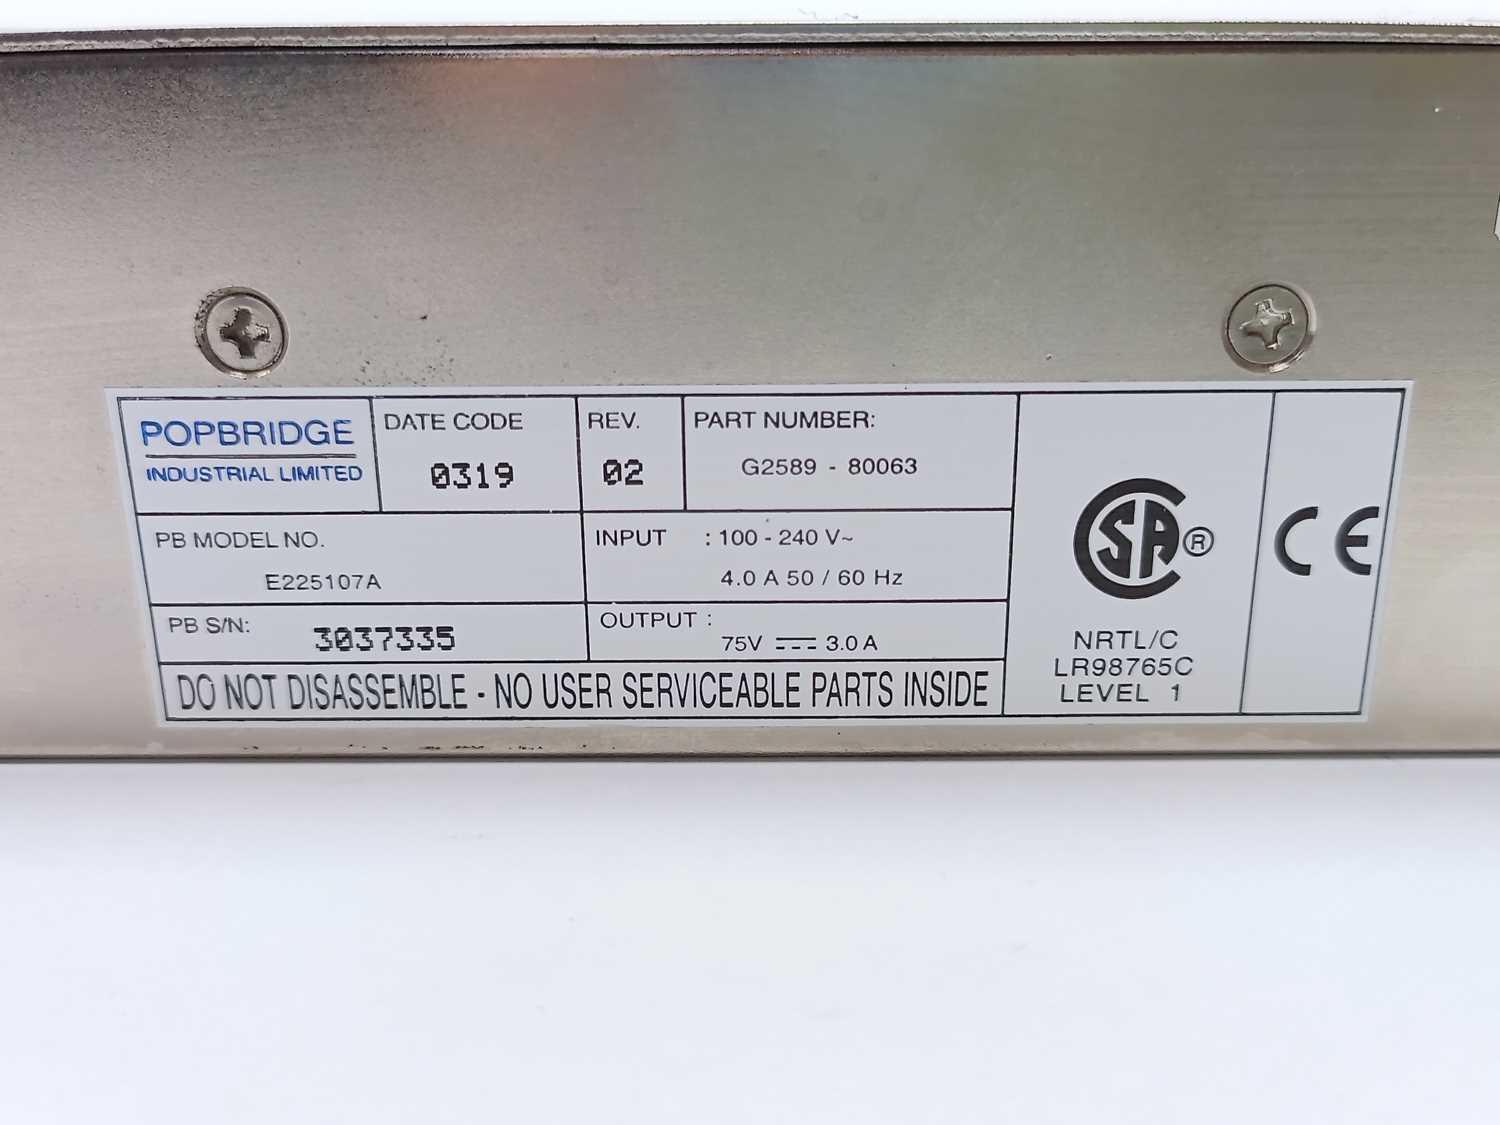 POPBRIDGE
INDUSTRIAL LIMITED
DATE CODE
0319
REV.
02
PART NUMBER:
G2589 - 80063
PB MODEL NO.
E225107A
INPUT : 100 - 240 V~
4.0 A 50 / 60 Hz
PB S/N: 3037335
OUTPUT :
75V 3.0 A
DO NOT DISASSEMBLE - NO USER SERVICEABLE PARTS INSIDE
CSA®
NRTL/C
LR98765C
LEVEL 1
CE